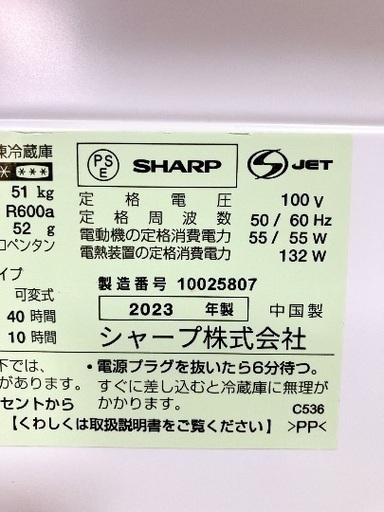 凍冷蔵庫
PS
E
SHARP
JET
51 kg
R600a
52 g
ロペンタン
定格電圧 100 V
定格周波数 50 / 60 Hz
電動機の定格消費電力 55 / 55 W
電熱装置の定格消費電力 132 W
イプ
可変式
40 時間
10 時間
製造番号 10025807
2023 年製 中国製
シャープ株式会社
下では、
があります。
セントから
・電源プラグを抜いたら6分待つ。
すぐに差し込むと冷蔵庫に無理が
かかります。
C536
【くわしくは取扱説明書をご覧ください】 >PP<